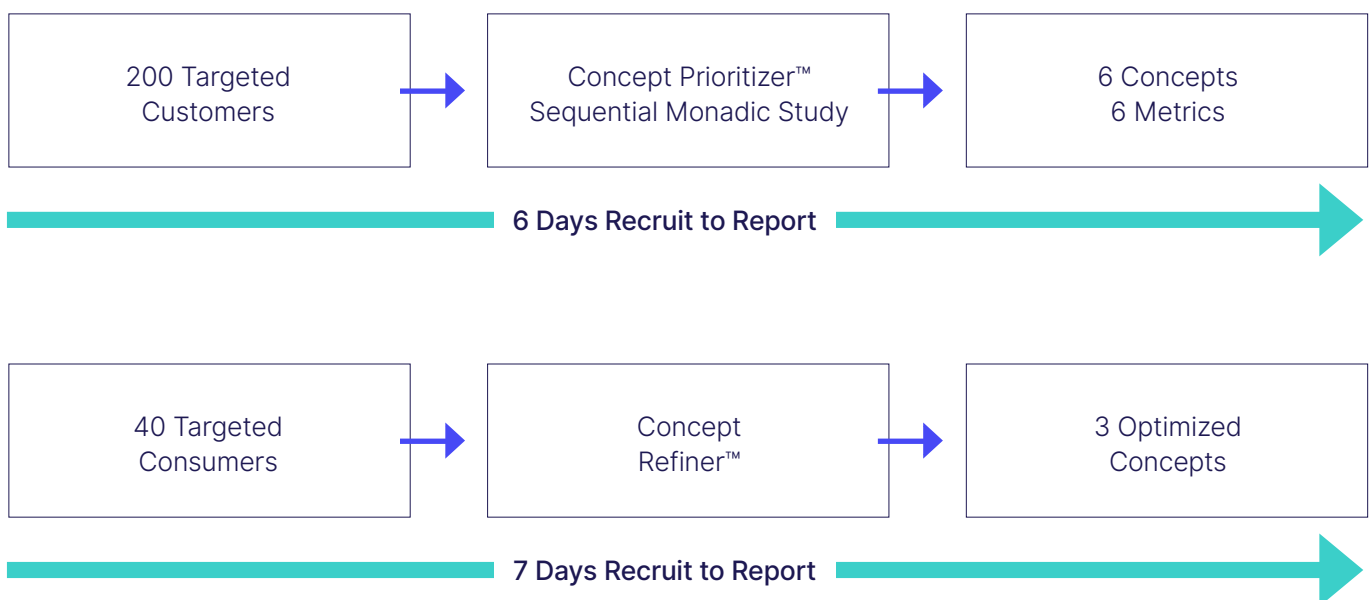 200 Targeted
Customers
Concept Prioritizer™
Sequential Monadic Study
6 Concepts
6 Metrics
6 Days Recruit to Report
40 Targeted
Consumers
Concept
Refiner™
3 Optimized
Concepts
7 Days Recruit to Report